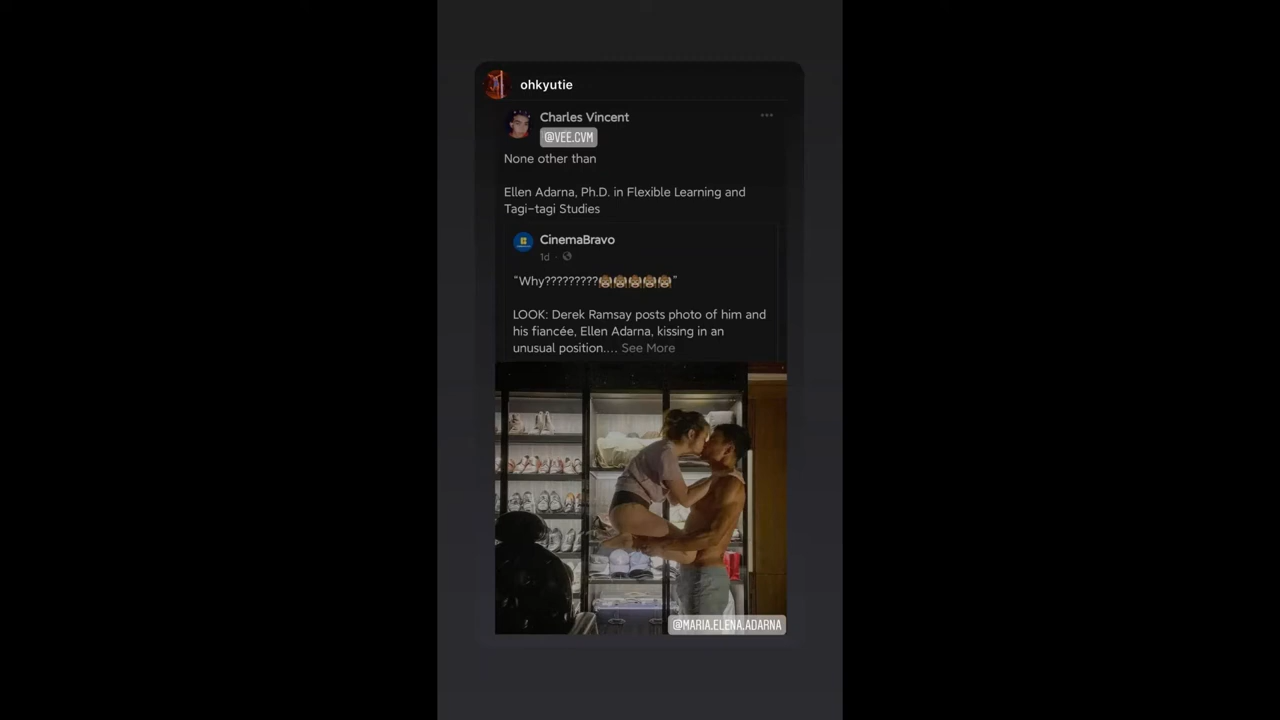 ohkyutie
Charles Vincent
@VEE.CVM
None other than
Ellen Adarna, Ph.D. in Flexible Learning and
Tagi-tagi Studies
CinemaBravo
1d
"Why?????????🙉🙉🙉🙉🙉"
LOOK: Derek Ramsay posts photo of him and
his fiancée, Ellen Adarna, kissing in an
unusual position.... See More
@MARIA.ELENA.ADARNA